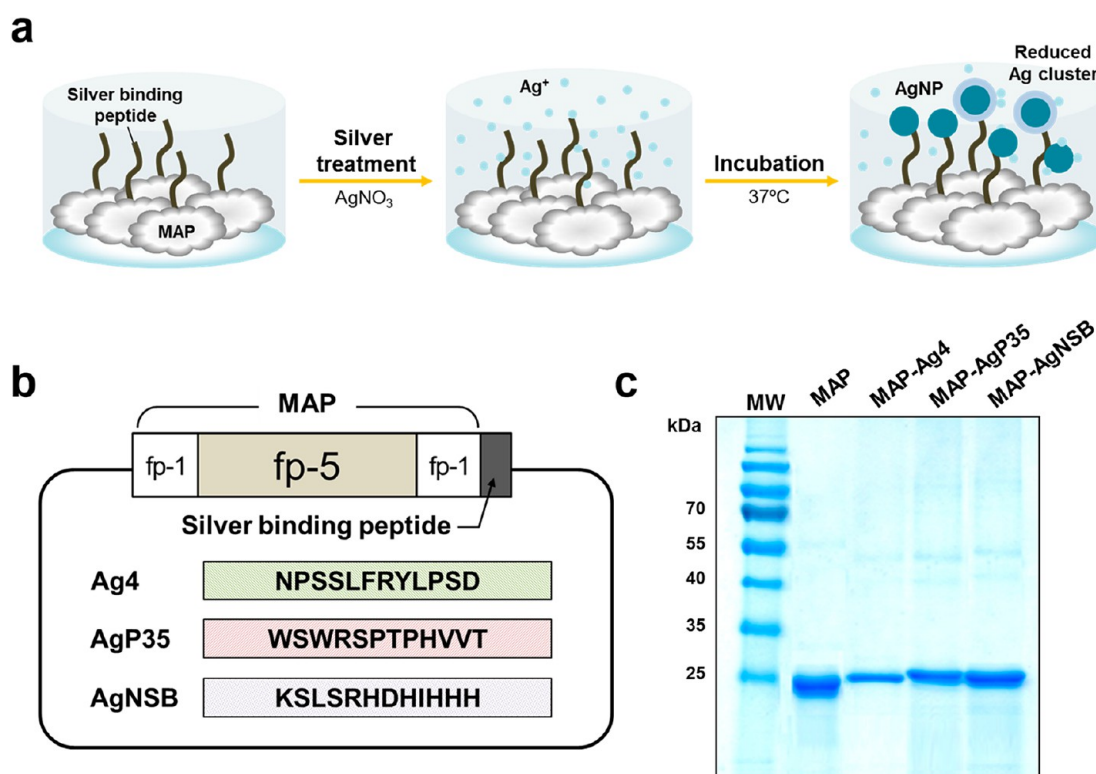 a
Silver binding
peptide
MAP
Silver
treatment
AgNO₃
Ag⁺
Incubation
37ºC
AgNP
Reduced
Ag cluster
b
MAP
fp-1
fp-5
fp-1
Silver binding peptide
Ag4
NPSSLFRYLPSD
AgP35
WSWRSPTPHVVT
AgNSB
KSLSRHDHIHHH
c
kDa
MW
MAP
MAP-Ag4
MAP-AgP35
MAP-AgNSB
70
55
40
35
25